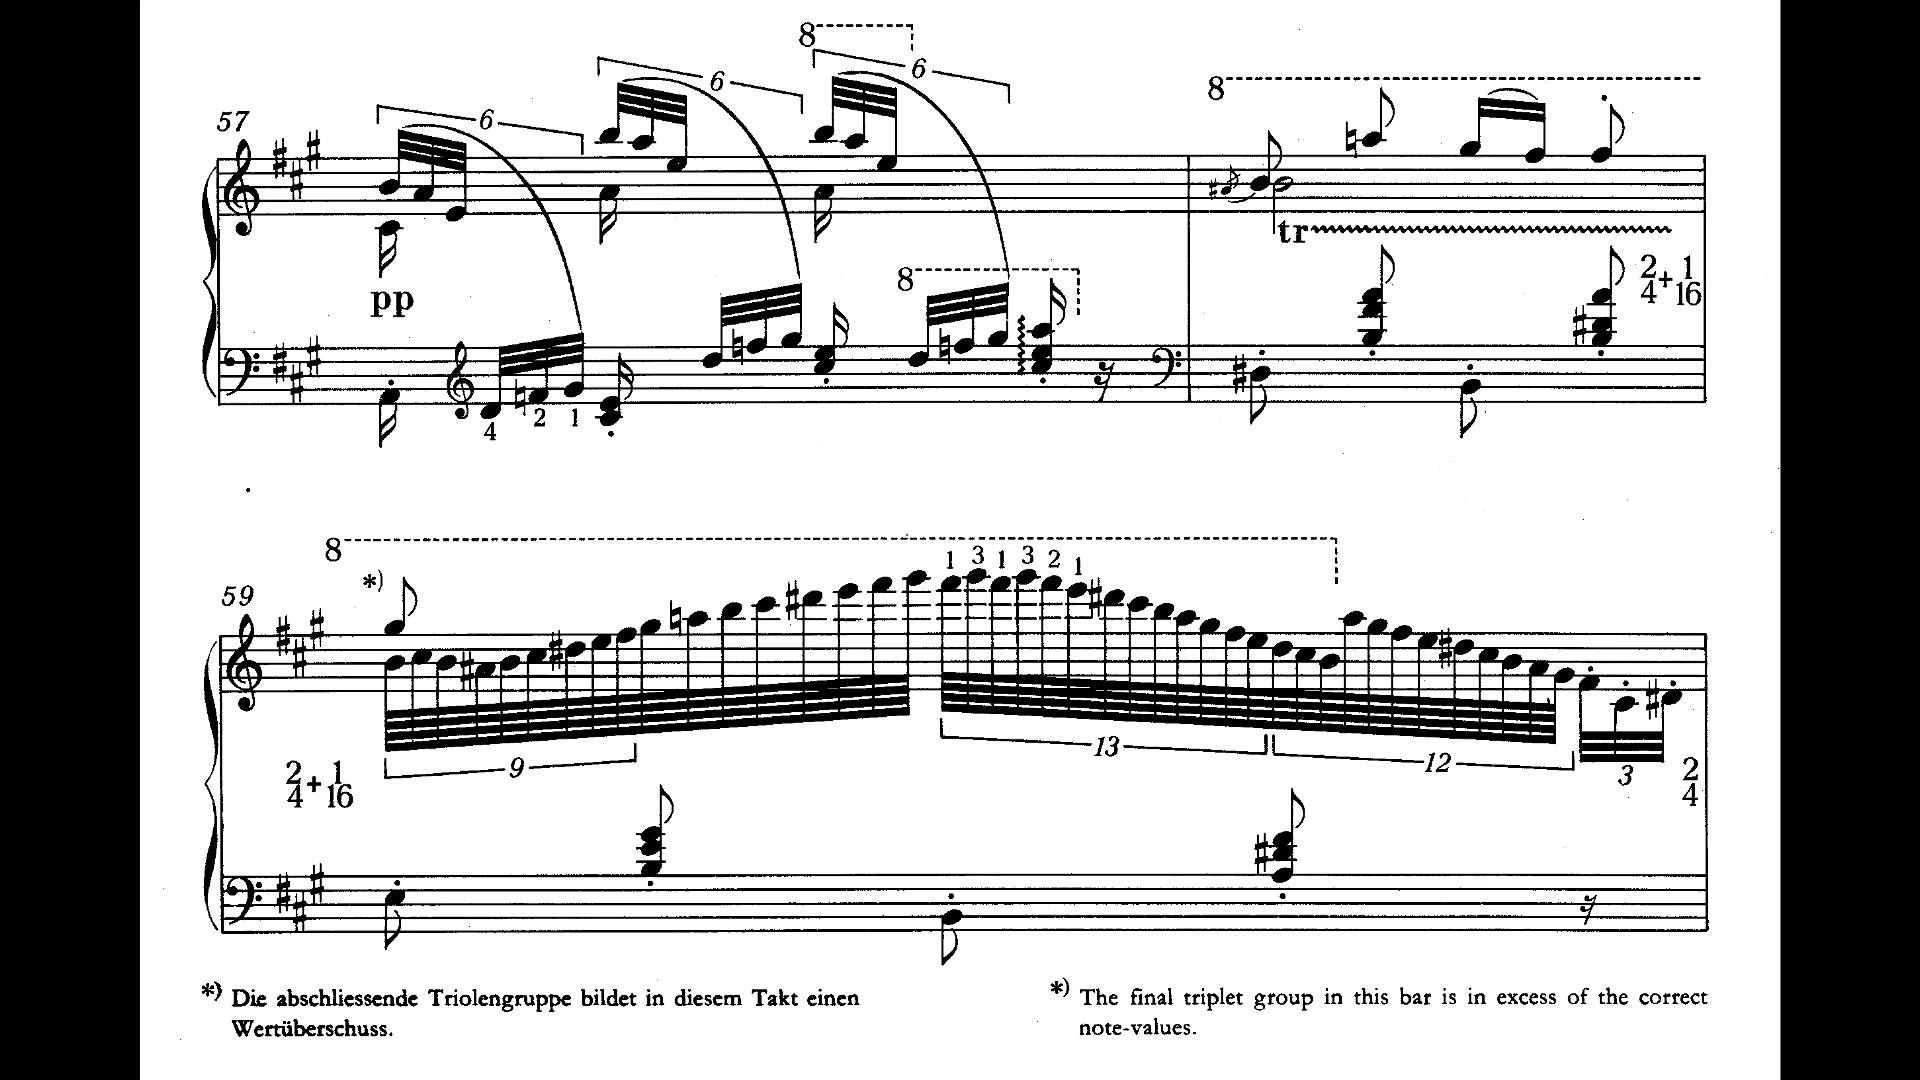 8
6
6
6
8
57
pp
8
4 2 1
tr
2/4 + 1/16
8
1 3 1 3 2 1
*)
59
9
13
12
3
2/4 + 1/16
2/4
*) Die abschliessende Triolengruppe bildet in diesem Takt einen
Wertüberschuss.
*) The final triplet group in this bar is in excess of the correct
note-values.